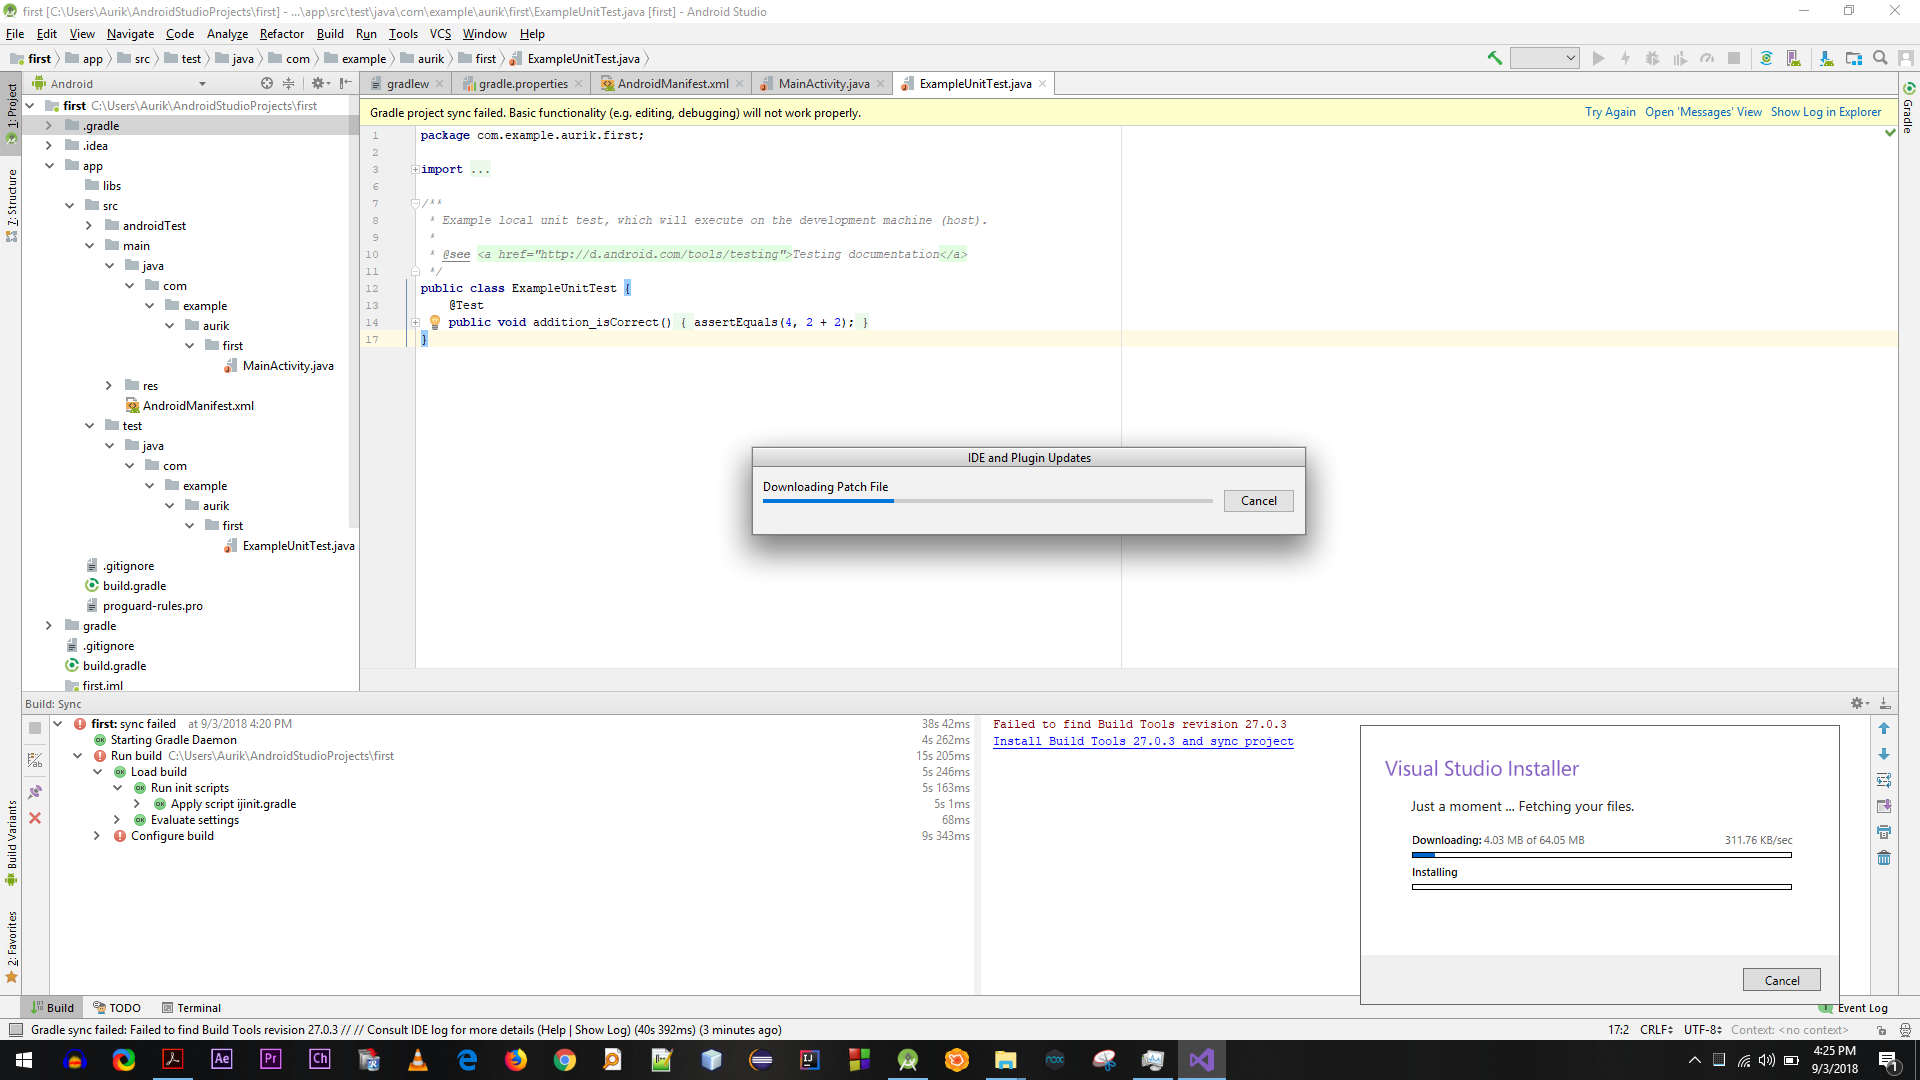 first [C:\Users\Aurik\AndroidStudioProjects\first] - ...\app\src\test\java\com\example\aurik\first\ExampleUnitTest.java [first] - Android Studio
File Edit View Navigate Code Analyze Refactor Build Run Tools VCS Window Help
first app src test java com example aurik first ExampleUnitTest.java
1: Project
Android
gradlew gradle.properties AndroidManifest.xml MainActivity.java ExampleUnitTest.java
Gradle
first C:\Users\Aurik\AndroidStudioProjects\first
.gradle
.idea
app
libs
src
androidTest
main
java
com
example
aurik
first
MainActivity.java
res
AndroidManifest.xml
test
java
com
example
aurik
first
ExampleUnitTest.java
.gitignore
build.gradle
proguard-rules.pro
gradle
.gitignore
build.gradle
first.iml
7: Structure
Gradle project sync failed. Basic functionality (e.g. editing, debugging) will not work properly. Try Again Open 'Messages' View Show Log in Explorer
1 package com.example.aurik.first;
2
3 import ...
6
7 /**
8 * Example local unit test, which will execute on the development machine (host).
9 *
10 * @see <a href="http://d.android.com/tools/testing">Testing documentation</a>
11 */
12 public class ExampleUnitTest {
13 @Test
14 public void addition_isCorrect() { assertEquals(4, 2 + 2); }
17 }
IDE and Plugin Updates
Downloading Patch File
Cancel
Build: Sync
first: sync failed at 9/3/2018 4:20 PM 38s 42ms
Starting Gradle Daemon 4s 262ms
Run build C:\Users\Aurik\AndroidStudioProjects\first 15s 205ms
Load build 5s 246ms
Run init scripts 5s 163ms
Apply script ijinit.gradle 5s 1ms
Evaluate settings 68ms
Configure build 9s 343ms
Failed to find Build Tools revision 27.0.3
Install Build Tools 27.0.3 and sync project
Visual Studio Installer
Just a moment ... Fetching your files.
Downloading: 4.03 MB of 64.05 MB 311.76 KB/sec
Installing
Cancel
Build Variants
2: Favorites
Build TODO Terminal Event Log
Gradle sync failed: Failed to find Build Tools revision 27.0.3 // // Consult IDE log for more details (Help | Show Log) (40s 392ms) (3 minutes ago) 17:2 CRLF UTF-8 Context: <no context>
Ae Pr Ch IJ nox
4:25 PM
9/3/2018
1